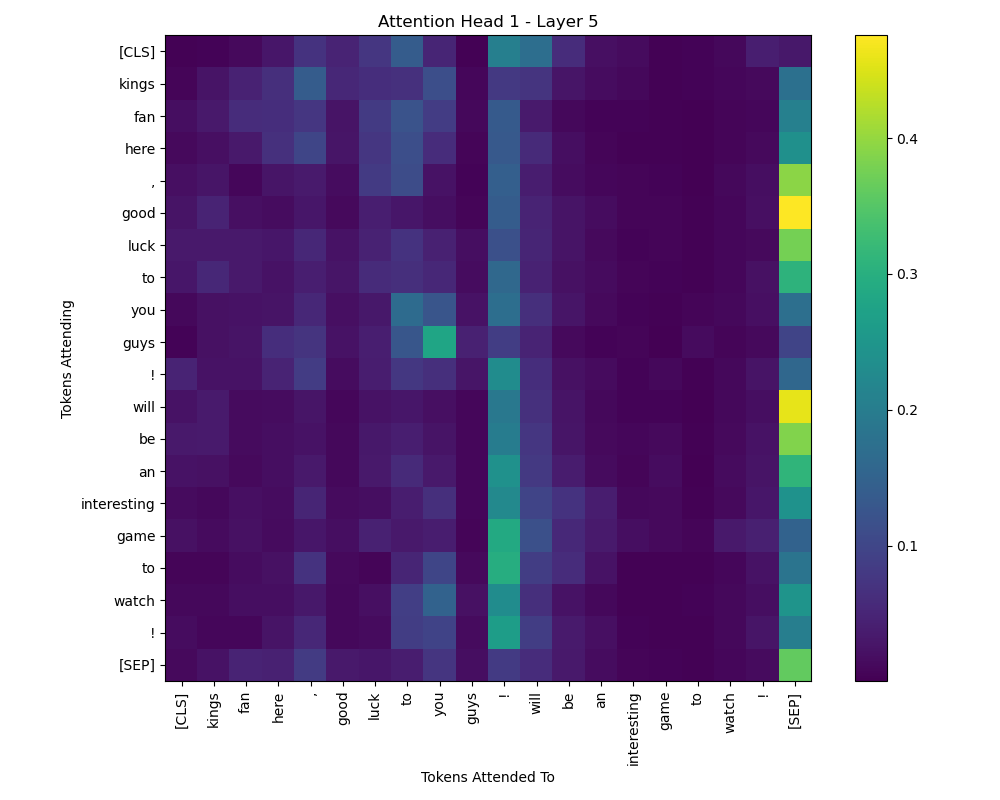 Attention Head 1 - Layer 5
Tokens Attending
[CLS]
kings
fan
here
,
good
luck
to
you
guys
!
will
be
an
interesting
game
to
watch
!
[SEP]
[CLS]
kings
fan
here
,
good
luck
to
you
guys
!
will
be
an
interesting
game
to
watch
!
[SEP]
Tokens Attended To
0.4
0.3
0.2
0.1